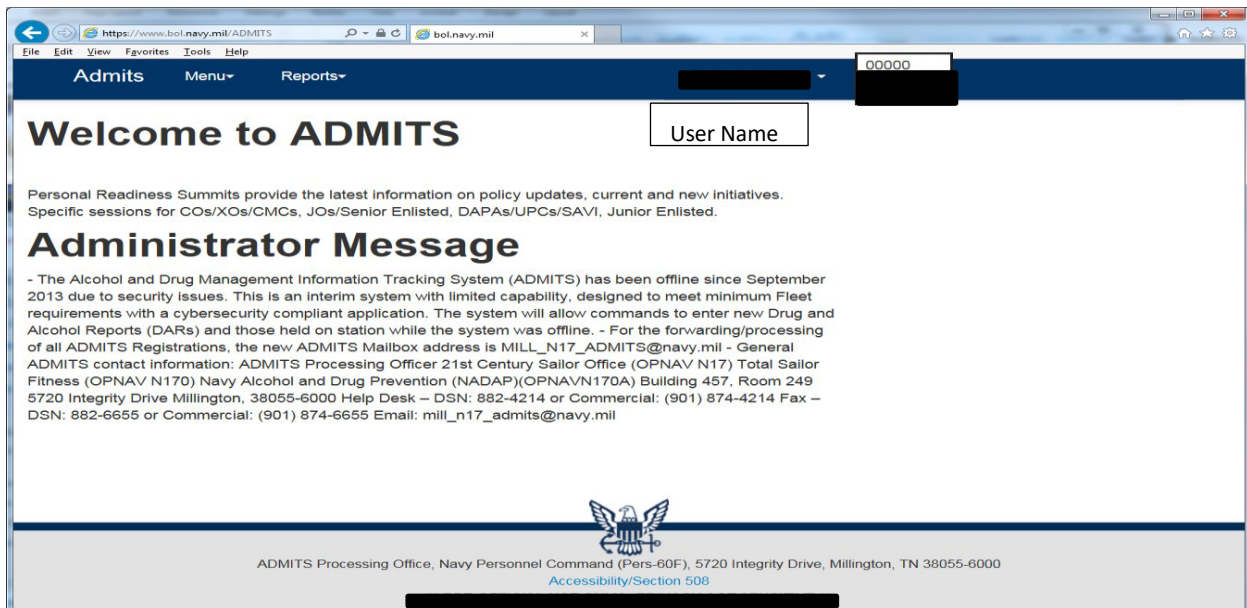 https://www.bol.navy.mil/ADMITS
bol.navy.mil
File Edit View Favorites Tools Help
Admits Menu Reports
00000
Welcome to ADMITS
User Name
Personal Readiness Summits provide the latest information on policy updates, current and new initiatives.
Specific sessions for COs/XOs/CMCs, JOs/Senior Enlisted, DAPAs/UPCs/SAVI, Junior Enlisted.
Administrator Message
- The Alcohol and Drug Management Information Tracking System (ADMITS) has been offline since September
2013 due to security issues. This is an interim system with limited capability, designed to meet minimum Fleet
requirements with a cybersecurity compliant application. The system will allow commands to enter new Drug and
Alcohol Reports (DARs) and those held on station while the system was offline. - For the forwarding/processing
of all ADMITS Registrations, the new ADMITS Mailbox address is MILL_N17_ADMITS@navy.mil - General
ADMITS contact information: ADMITS Processing Officer 21st Century Sailor Office (OPNAV N17) Total Sailor
Fitness (OPNAV N170) Navy Alcohol and Drug Prevention (NADAP)(OPNAVN170A) Building 457, Room 249
5720 Integrity Drive Millington, 38055-6000 Help Desk – DSN: 882-4214 or Commercial: (901) 874-4214 Fax –
DSN: 882-6655 or Commercial: (901) 874-6655 Email: mill_n17_admits@navy.mil
ADMITS Processing Office, Navy Personnel Command (Pers-60F), 5720 Integrity Drive, Millington, TN 38055-6000
Accessibility/Section 508